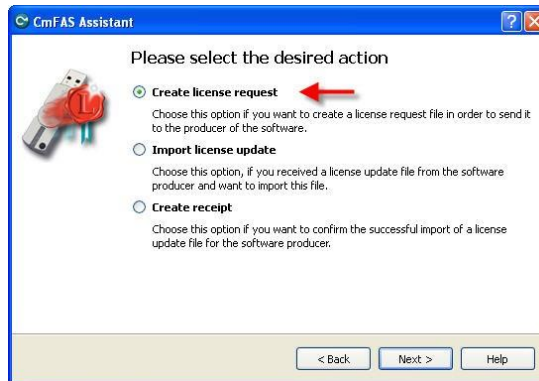 CmFAS Assistant
Please select the desired action
Create license request
Choose this option if you want to create a license request file in order to send it
to the producer of the software.
Import license update
Choose this option, if you received a license update file from the software
producer and want to import this file.
Create receipt
Choose this option if you want to confirm the successful import of a license
update file for the software producer.
< Back Next > Help